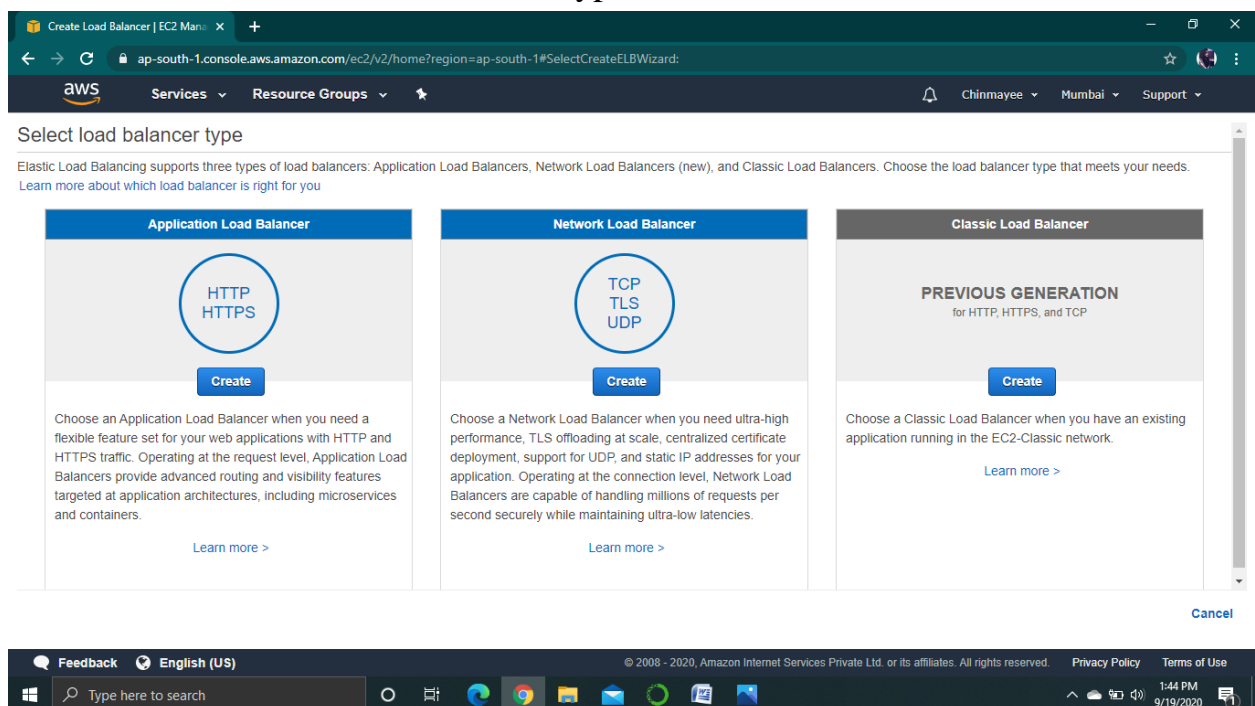 yp
Create Load Balancer | EC2 Mana
ap-south-1.console.aws.amazon.com/ec2/v2/home?region=ap-south-1#SelectCreateELBWizard:
aws Services Resource Groups Chinmayee Mumbai Support
Select load balancer type
Elastic Load Balancing supports three types of load balancers: Application Load Balancers, Network Load Balancers (new), and Classic Load Balancers. Choose the load balancer type that meets your needs.
Learn more about which load balancer is right for you
Application Load Balancer
HTTP
HTTPS
Create
Choose an Application Load Balancer when you need a
flexible feature set for your web applications with HTTP and
HTTPS traffic. Operating at the request level, Application Load
Balancers provide advanced routing and visibility features
targeted at application architectures, including microservices
and containers.
Learn more >
Network Load Balancer
TCP
TLS
UDP
Create
Choose a Network Load Balancer when you need ultra-high
performance, TLS offloading at scale, centralized certificate
deployment, support for UDP, and static IP addresses for your
application. Operating at the connection level, Network Load
Balancers are capable of handling millions of requests per
second securely while maintaining ultra-low latencies.
Learn more >
Classic Load Balancer
PREVIOUS GENERATION
for HTTP, HTTPS, and TCP
Create
Choose a Classic Load Balancer when you have an existing
application running in the EC2-Classic network.
Learn more >
Cancel
Feedback English (US) © 2008 - 2020, Amazon Internet Services Private Ltd. or its affiliates. All rights reserved. Privacy Policy Terms of Use
Type here to search
1:44 PM
9/19/2020